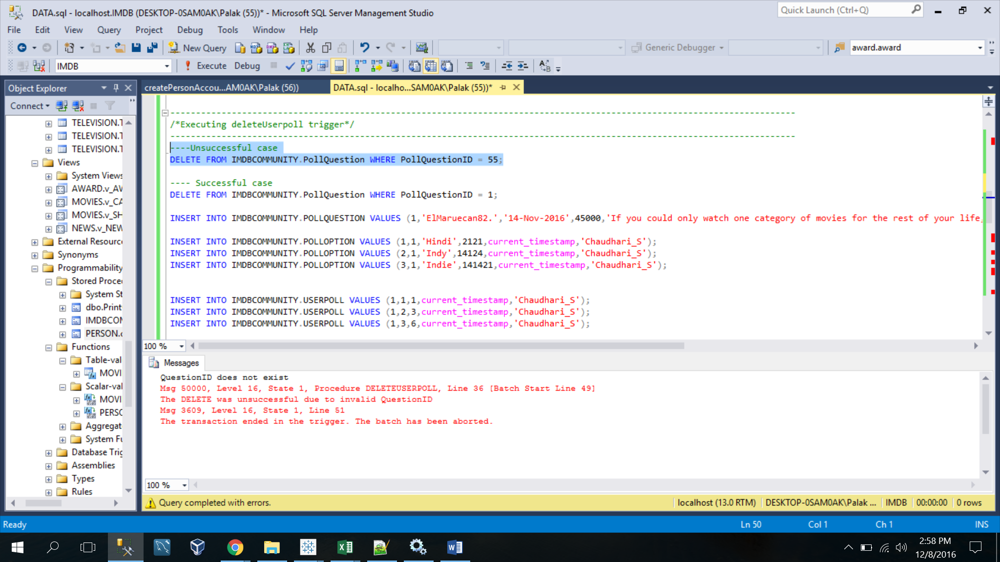 DATA.sql - localhost.IMDB (DESKTOP-0SAM0AK\Palak (55))* - Microsoft SQL Server Management Studio
Quick Launch (Ctrl+Q)
File Edit View Query Project Debug Tools Window Help
New Query
Generic Debugger
award.award
IMDB
Execute Debug
Object Explorer
createPersonAccou...AM0AK\Palak (56))
DATA.sql - localho...SAM0AK\Palak (55))*
Connect
TELEVISION.T
TELEVISION.T
TELEVISION.T
Views
System Views
AWARD.v_AW
MOVIES.v_CA
MOVIES.v_SH
NEWS.v_NEW
External Resource
Synonyms
Programmability
Stored Proce
System St
dbo.Print
IMDBCOM
PERSON.c
Functions
Table-val
MOVI
Scalar-val
MOVI
PERSO
Aggregat
System Fu
Database Trig
Assemblies
Types
Rules
/*Executing deleteUserpoll trigger*/
----Unsuccessful case
DELETE FROM IMDBCOMMUNITY.PollQuestion WHERE PollQuestionID = 55;
---- Successful case
DELETE FROM IMDBCOMMUNITY.PollQuestion WHERE PollQuestionID = 1;
INSERT INTO IMDBCOMMUNITY.POLLQUESTION VALUES (1,'ElMaruecan82.','14-Nov-2016',45000,'If you could only watch one category of movies for the rest of your life,
INSERT INTO IMDBCOMMUNITY.POLLOPTION VALUES (1,1,'Hindi',2121,current_timestamp,'Chaudhari_S');
INSERT INTO IMDBCOMMUNITY.POLLOPTION VALUES (2,1,'Indy',14124,current_timestamp,'Chaudhari_S');
INSERT INTO IMDBCOMMUNITY.POLLOPTION VALUES (3,1,'Indie',141421,current_timestamp,'Chaudhari_S');
INSERT INTO IMDBCOMMUNITY.USERPOLL VALUES (1,1,1,current_timestamp,'Chaudhari_S');
INSERT INTO IMDBCOMMUNITY.USERPOLL VALUES (1,2,3,current_timestamp,'Chaudhari_S');
INSERT INTO IMDBCOMMUNITY.USERPOLL VALUES (1,3,6,current_timestamp,'Chaudhari_S');
100 %
Messages
QuestionID does not exist
Msg 50000, Level 16, State 1, Procedure DELETEUSERPOLL, Line 36 [Batch Start Line 49]
The DELETE was unsuccessful due to invalid QuestionID
Msg 3609, Level 16, State 1, Line 51
The transaction ended in the trigger. The batch has been aborted.
100 %
Query completed with errors.
localhost (13.0 RTM) DESKTOP-0SAM0AK\Palak ... IMDB 00:00:00 0 rows
Ready
Ln 50 Col 1 Ch 1 INS
2:58 PM
12/8/2016